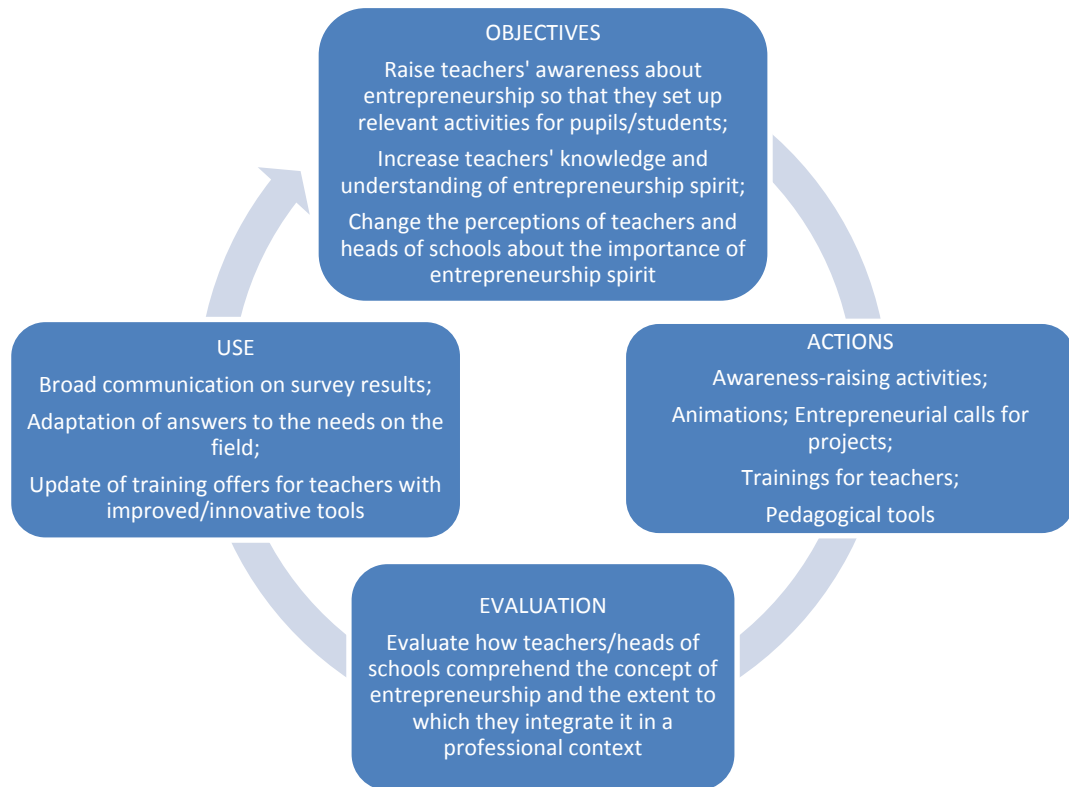 OBJECTIVES
Raise teachers' awareness about
entrepreneurship so that they set up
relevant activities for pupils/students;
Increase teachers' knowledge and
understanding of entrepreneurship spirit;
Change the perceptions of teachers and
heads of schools about the importance of
entrepreneurship spirit
ACTIONS
Awareness-raising activities;
Animations; Entrepreneurial calls for
projects;
Trainings for teachers;
Pedagogical tools
EVALUATION
Evaluate how teachers/heads of
schools comprehend the concept of
entrepreneurship and the extent to
which they integrate it in a
professional context
USE
Broad communication on survey results;
Adaptation of answers to the needs on the
field;
Update of training offers for teachers with
improved/innovative tools